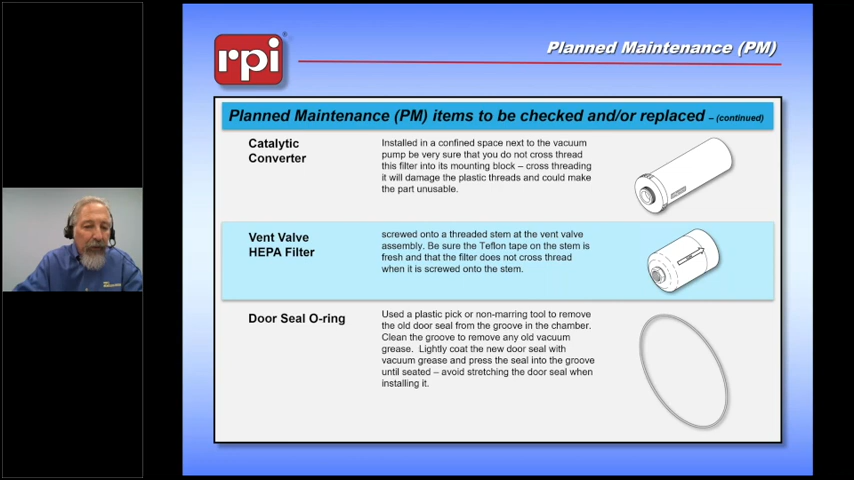 rpi
Planned Maintenance (PM)
Planned Maintenance (PM) items to be checked and/or replaced – (continued)
Catalytic
Converter
Installed in a confined space next to the vacuum
pump be very sure that you do not cross thread
this filter into its mounting block – cross threading
it will damage the plastic threads and could make
the part unusable.
Vent Valve
HEPA Filter
screwed onto a threaded stem at the vent valve
assembly. Be sure the Teflon tape on the stem is
fresh and that the filter does not cross thread
when it is screwed onto the stem.
Door Seal O-ring
Used a plastic pick or non-marring tool to remove
the old door seal from the groove in the chamber.
Clean the groove to remove any old vacuum
grease. Lightly coat the new door seal with
vacuum grease and press the seal into the groove
until seated – avoid stretching the door seal when
installing it.